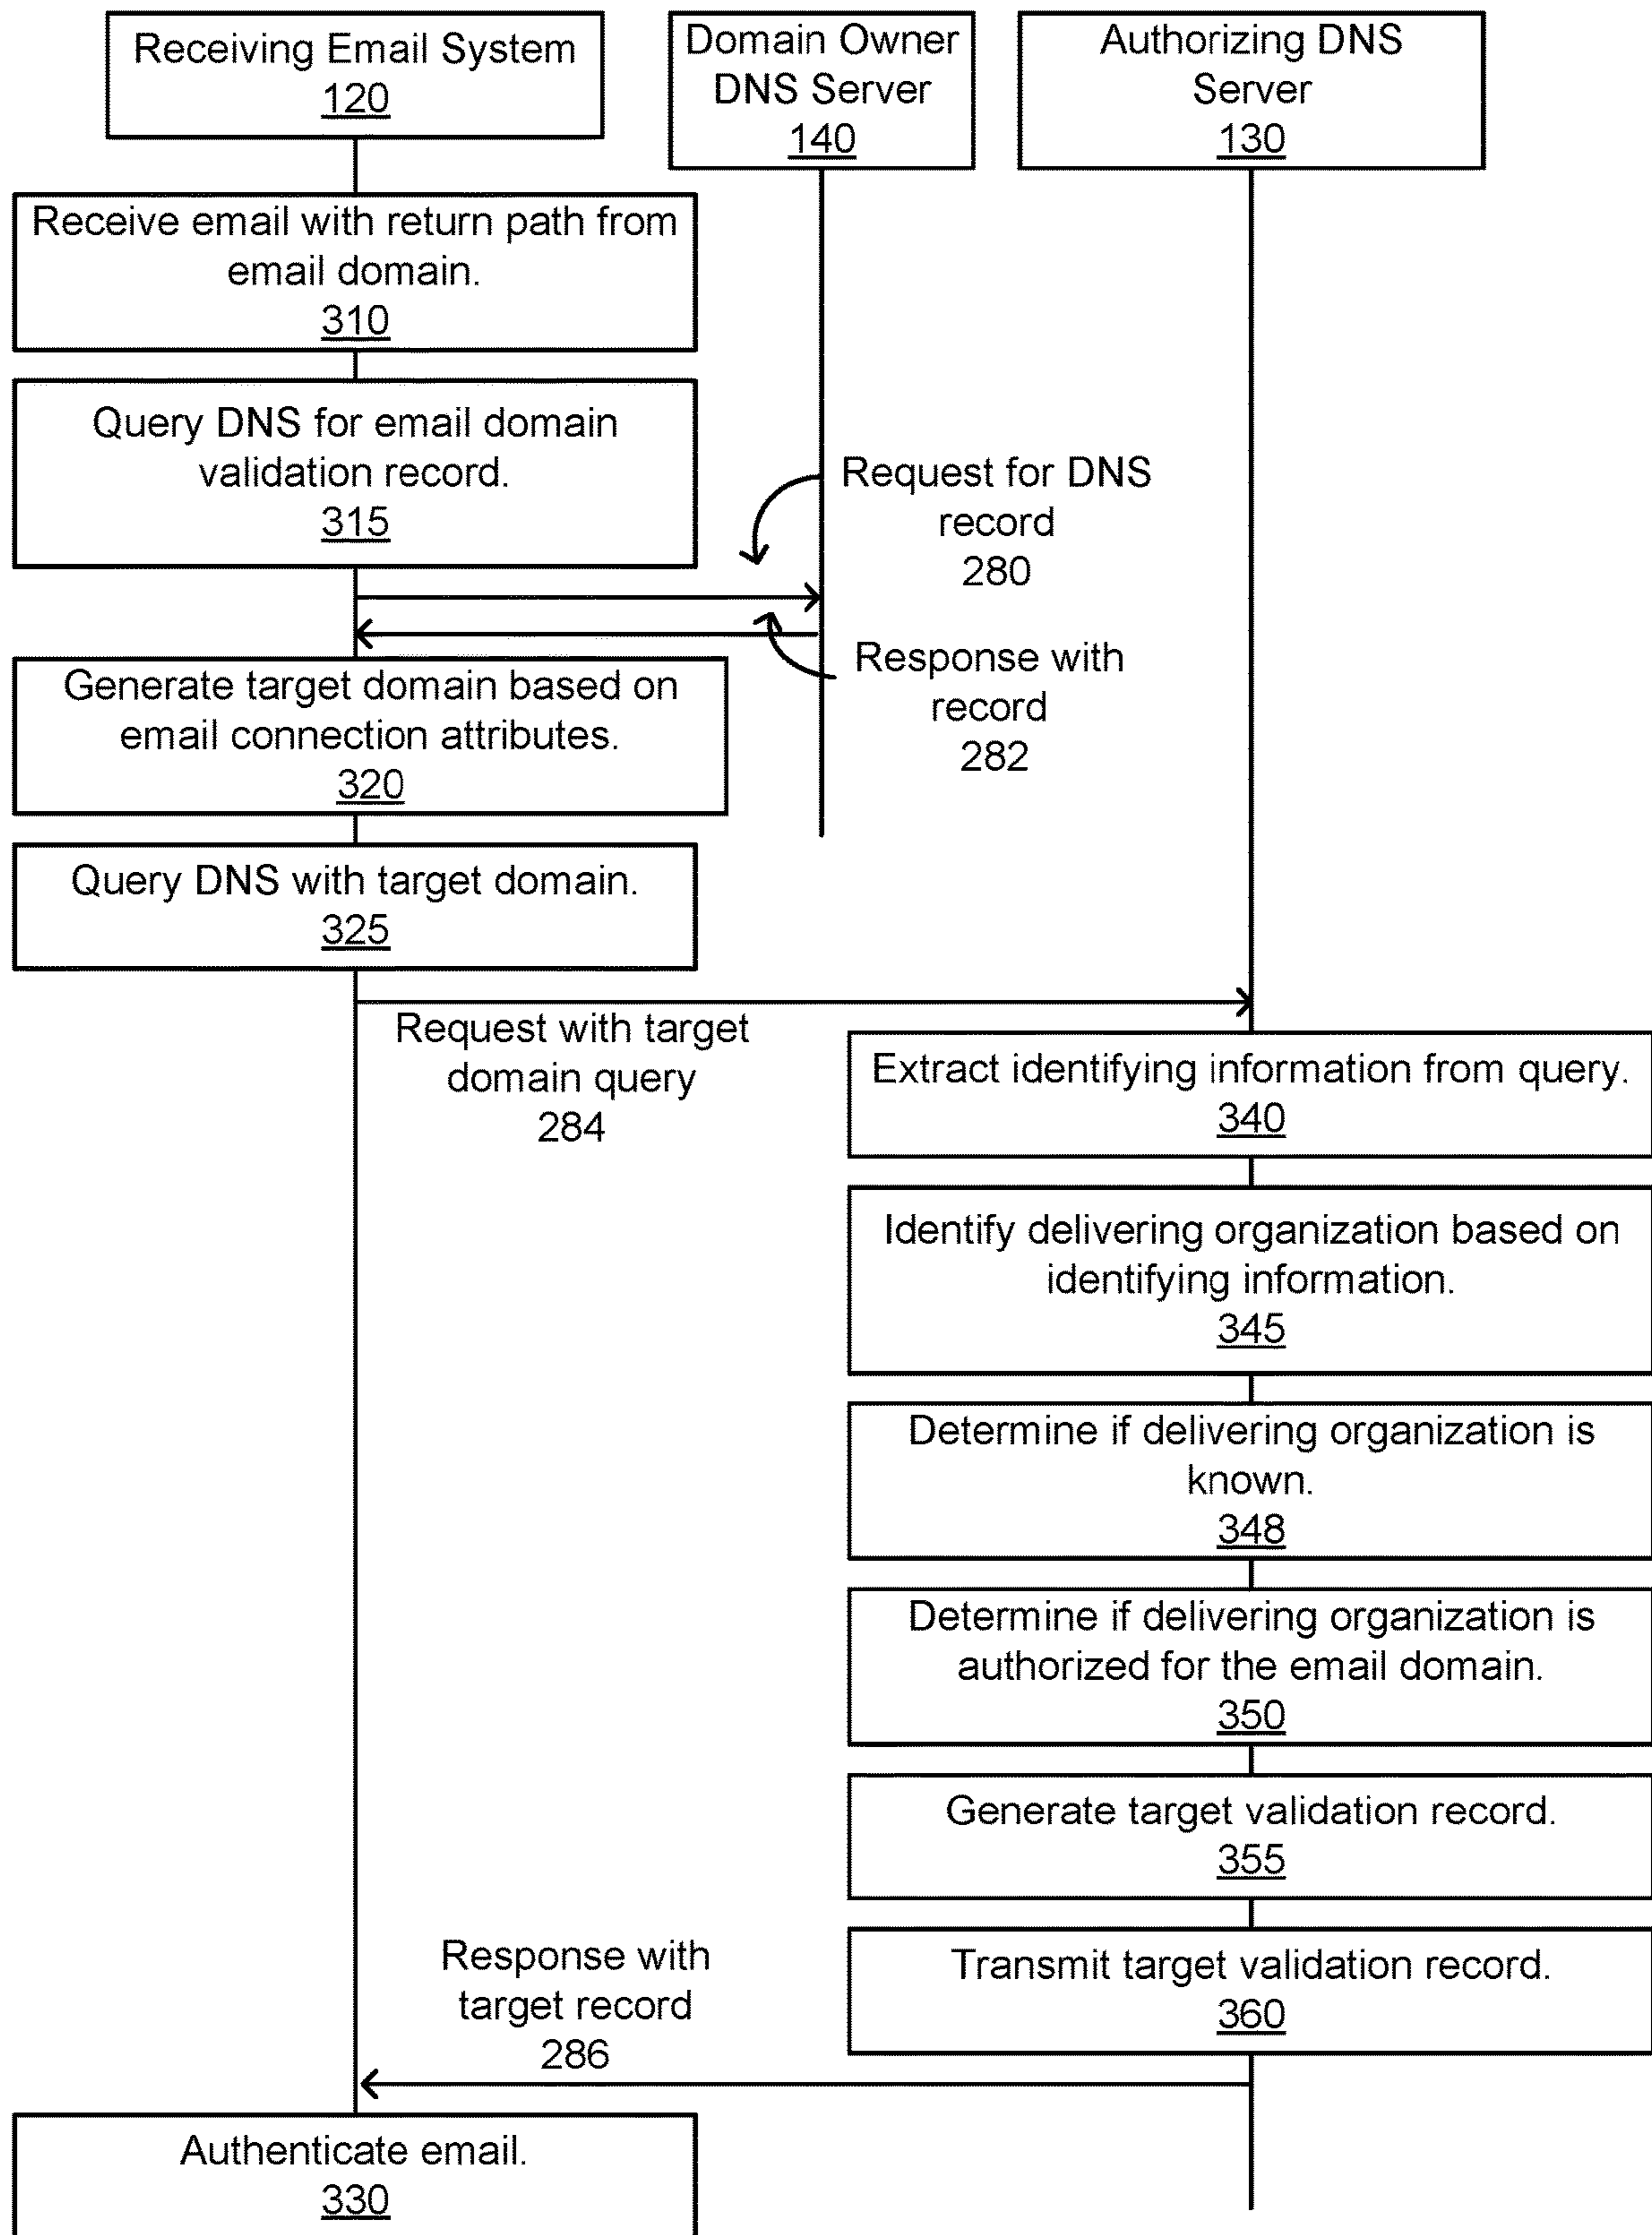 Receiving Email System
120
Domain Owner
DNS Server
140
Authorizing DNS
Server
130
Receive email with return path from
email domain.
310
Query DNS for email domain
validation record.
315
Request for DNS
record
280
Response with
record
282
Generate target domain based on
email connection attributes.
320
Query DNS with target domain.
325
Request with target
domain query
284
Extract identifying information from query.
340
Identify delivering organization based on
identifying information.
345
Determine if delivering organization is
known.
348
Determine if delivering organization is
authorized for the email domain.
350
Generate target validation record.
355
Transmit target validation record.
360
Response with
target record
286
Authenticate email.
330